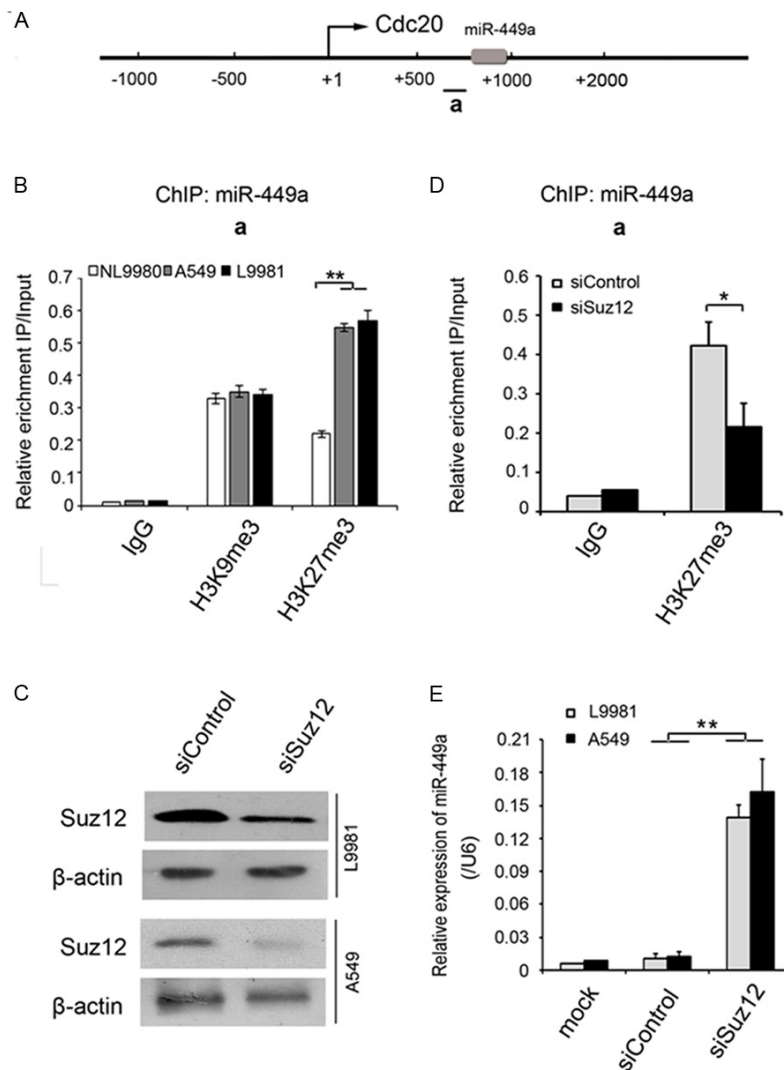 A
Cdc20
miR-449a
-1000 -500 +1 +500 +1000 +2000
a
B
ChIP: miR-449a
a
NL9980 A549 L9981
Relative erichment IP/Input
0.7
0.6
0.5
0.4
0.3
0.2
0.1
0
**
IgG
H3K9me3
H3K27me3
D
ChIP: miR-449a
a
siControl
siSuz12
Relative enrichment IP/Input
0.6
0.5
0.4
0.3
0.2
0.1
0
*
IgG
H3K27me3
C
siControl
siSuz12
Suz12
β-actin
L9981
Suz12
β-actin
A549
E
L9981
A549
Relative expression of miR-449a
(/U6)
0.21
0.18
0.15
0.12
0.09
0.06
0.03
0
**
mock
siControl
siSuz12